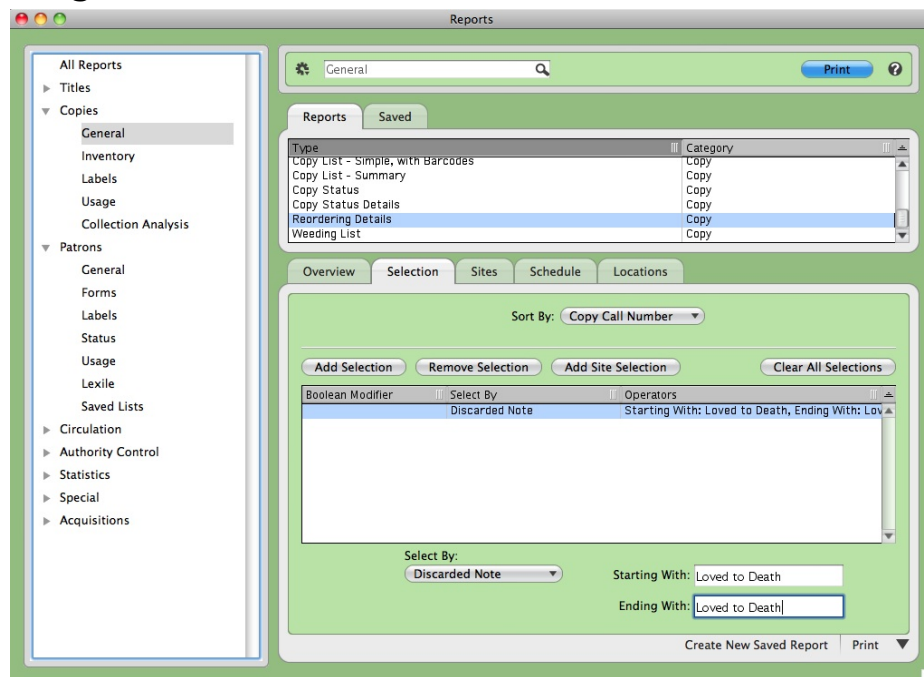 Reports
All Reports
Titles
Copies
General
Inventory
Labels
Usage
Collection Analysis
Patrons
General
Forms
Labels
Status
Usage
Lexile
Saved Lists
Circulation
Authority Control
Statistics
Special
Acquisitions
General Print ?
Reports Saved
Type Category
Copy List - Simple, with Barcodes Copy
Copy List - Summary Copy
Copy Status Copy
Copy Status Details Copy
Reordering Details Copy
Weeding List Copy
Overview Selection Sites Schedule Locations
Sort By: Copy Call Number
Add Selection Remove Selection Add Site Selection Clear All Selections
Boolean Modifier Select By Operators
Discarded Note Starting With: Loved to Death, Ending With: Lov
Select By:
Discarded Note Starting With: Loved to Death
Ending With: Loved to Death
Create New Saved Report Print